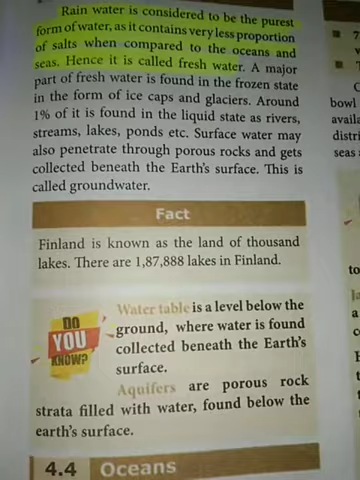 Rain water is considered to be the purest
form of water, as it contains very less proportion
of salts when compared to the oceans and
seas. Hence it is called fresh water. A major
part of fresh water is found in the frozen state
in the form of ice caps and glaciers. Around
1% of it is found in the liquid state as rivers,
streams, lakes, ponds etc. Surface water may
also penetrate through porous rocks and gets
collected beneath the Earth's surface. This is
called groundwater.
Fact
Finland is known as the land of thousand
lakes. There are 1,87,888 lakes in Finland.
DO
YOU
KNOW?
Water table is a level below the
ground, where water is found
collected beneath the Earth's
surface.
Aquifers are porous rock
strata filled with water, found below the
earth's surface.
4.4 Oceans
bowl
availa
distri
seas
to